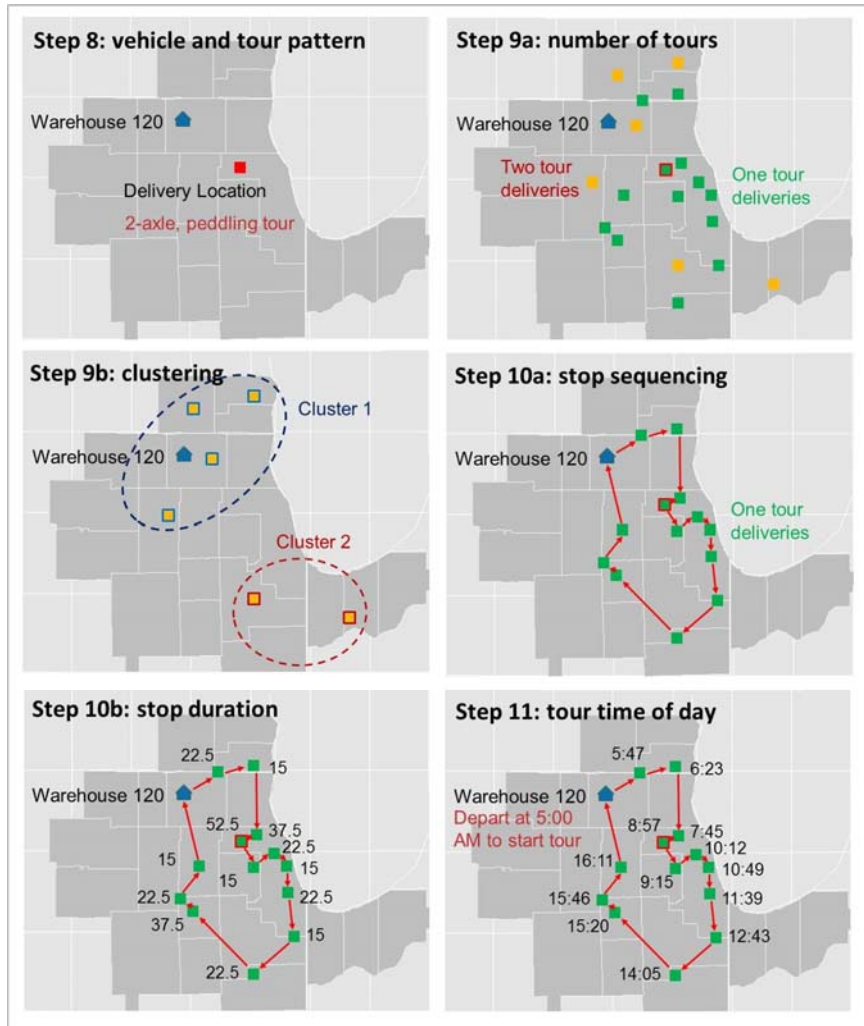 Step 8: vehicle and tour pattern
Warehouse 120
Delivery Location
2-axle, peddling tour
Step 9a: number of tours
Warehouse 120
Two tour
deliveries
One tour
deliveries
Step 9b: clustering
Cluster 1
Warehouse 120
Cluster 2
Step 10a: stop sequencing
Warehouse 120
One tour
deliveries
Step 10b: stop duration
22.5
15
Warehouse 120
52.5
37.5
22.5
15
15
15
22.5
22.5
37.5
15
22.5
Step 11: tour time of day
5:47
6:23
Warehouse 120
Depart at 5:00
AM to start tour
8:57
7:45
10:12
16:11
9:15
10:49
11:39
15:46
15:20
12:43
14:05